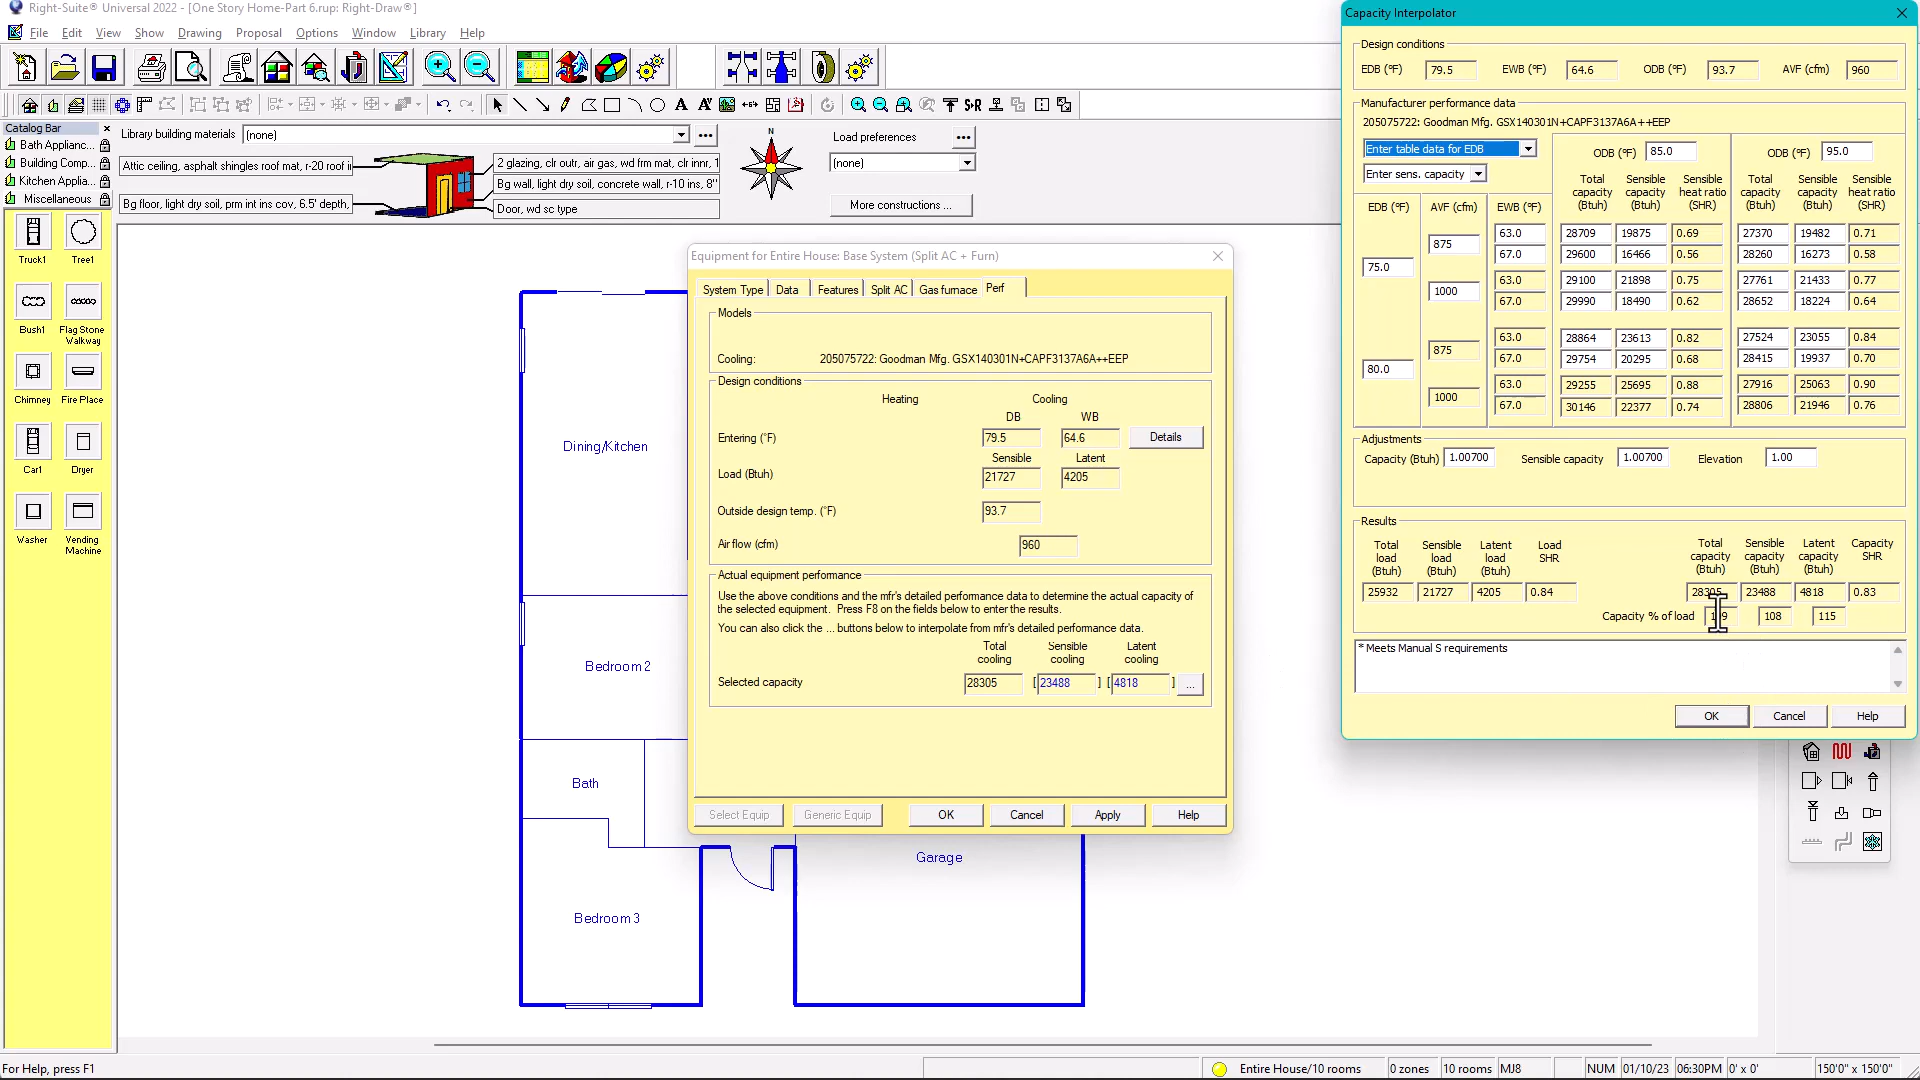 Right-Suite® Universal 2022 - [One Story Home-Part 6.rup: Right-Draw®]
File Edit View Show Drawing Proposal Options Window Library Help
S•R
Catalog Bar
Bath Applianc...
Building Comp...
Kitchen Applia...
Miscellaneous
Truck1
Tree1
Bush1
Flag Stone Walkway
Chimney
Fire Place
Car1
Dryer
Washer
Vending Machine
Library building materials (none)
Attic ceiling, asphalt shingles roof mat, r-20 roof i
2 glazing, clr outr, air gas, wd frm mat, clr innr, 1
Bg wall, light dry soil, concrete wall, r-10 ins, 8"
Bg floor, light dry soil, prm int ins cov, 6.5' depth,
Door, wd sc type
N
Load preferences
(none)
More constructions ...
Dining/Kitchen
Bedroom 2
Bath
Bedroom 3
Garage
Equipment for Entire House: Base System (Split AC + Furn)
System Type Data Features Split AC Gas furnace Perf
Models
Cooling: 205075722: Goodman Mfg. GSX140301N+CAPF3137A6A++EEP
Design conditions
Heating Cooling
DB WB
Entering (°F) 79.5 64.6 Details
Sensible Latent
Load (Btuh) 21727 4205
Outside design temp. (°F) 93.7
Air flow (cfm) 960
Actual equipment performance
Use the above conditions and the mfr's detailed performance data to determine the actual capacity of
the selected equipment. Press F8 on the fields below to enter the results.
You can also click the ... buttons below to interpolate from mfr's detailed performance data.
Total cooling Sensible cooling Latent cooling
Selected capacity 28305 [ 23488 ] [ 4818 ] ...
Select Equip Generic Equip OK Cancel Apply Help
Capacity Interpolator
Design conditions
EDB (°F) 79.5 EWB (°F) 64.6 ODB (°F) 93.7 AVF (cfm) 960
Manufacturer performance data
205075722: Goodman Mfg. GSX140301N+CAPF3137A6A++EEP
Enter table data for EDB ODB (°F) 85.0 ODB (°F) 95.0
Enter sens. capacity
Total capacity (Btuh) Sensible capacity (Btuh) Sensible heat ratio (SHR) Total capacity (Btuh) Sensible capacity (Btuh) Sensible heat ratio (SHR)
EDB (°F) AVF (cfm) EWB (°F)
75.0 875 63.0 28709 19875 0.69 27370 19482 0.71
67.0 29600 16466 0.56 28260 16273 0.58
1000 63.0 29100 21898 0.75 27761 21433 0.77
67.0 29990 18490 0.62 28652 18224 0.64
80.0 875 63.0 28864 23613 0.82 27524 23055 0.84
67.0 29754 20295 0.68 28415 19937 0.70
1000 63.0 29255 25695 0.88 27916 25063 0.90
67.0 30146 22377 0.74 28806 21946 0.76
Adjustments
Capacity (Btuh) 1.00700 Sensible capacity 1.00700 Elevation 1.00
Results
Total load (Btuh) Sensible load (Btuh) Latent load (Btuh) Load SHR Total capacity (Btuh) Sensible capacity (Btuh) Latent capacity (Btuh) Capacity SHR
25932 21727 4205 0.84 28305 23488 4818 0.83
Capacity % of load 108 115
* Meets Manual S requirements
OK Cancel Help
For Help, press F1
Entire House/10 rooms 0 zones 10 rooms MJ8 NUM 01/10/23 06:30PM 0' x 0' 150'0" x 150'0"